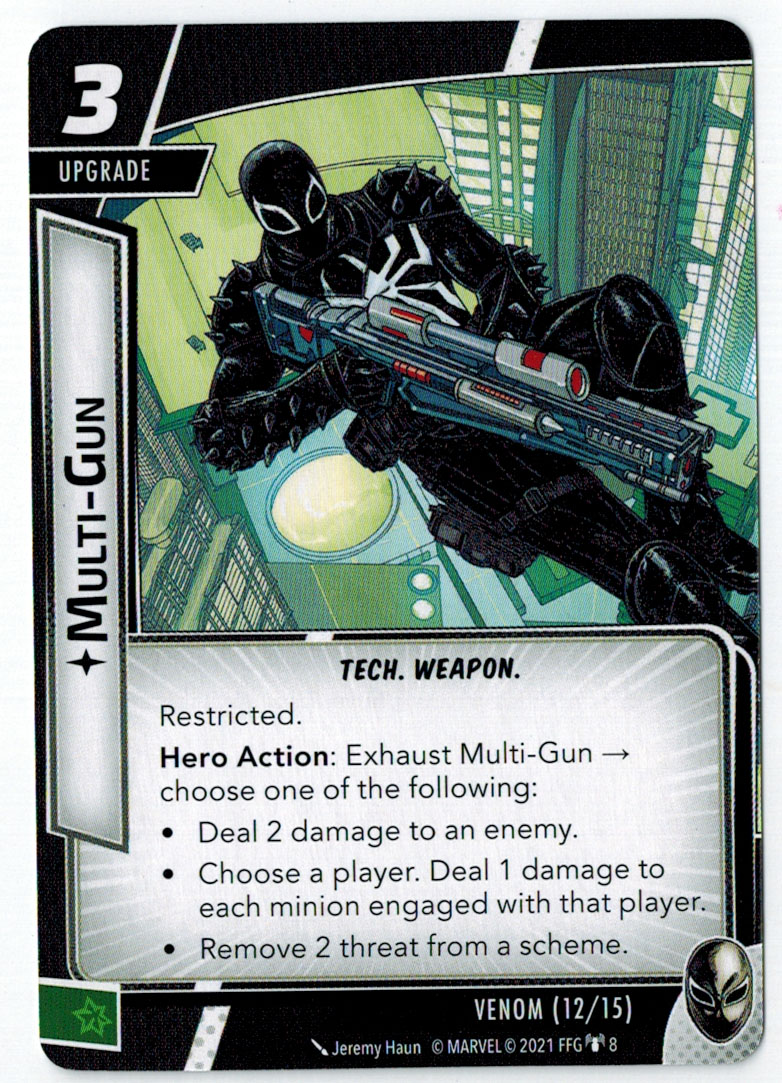 3
UPGRADE
MULTI-GUN
TECH. WEAPON.
Restricted.
Hero Action: Exhaust Multi-Gun →
choose one of the following:
• Deal 2 damage to an enemy.
• Choose a player. Deal 1 damage to
each minion engaged with that player.
• Remove 2 threat from a scheme.
VENOM (12/15)
Jeremy Haun © MARVEL © 2021 FFG 8